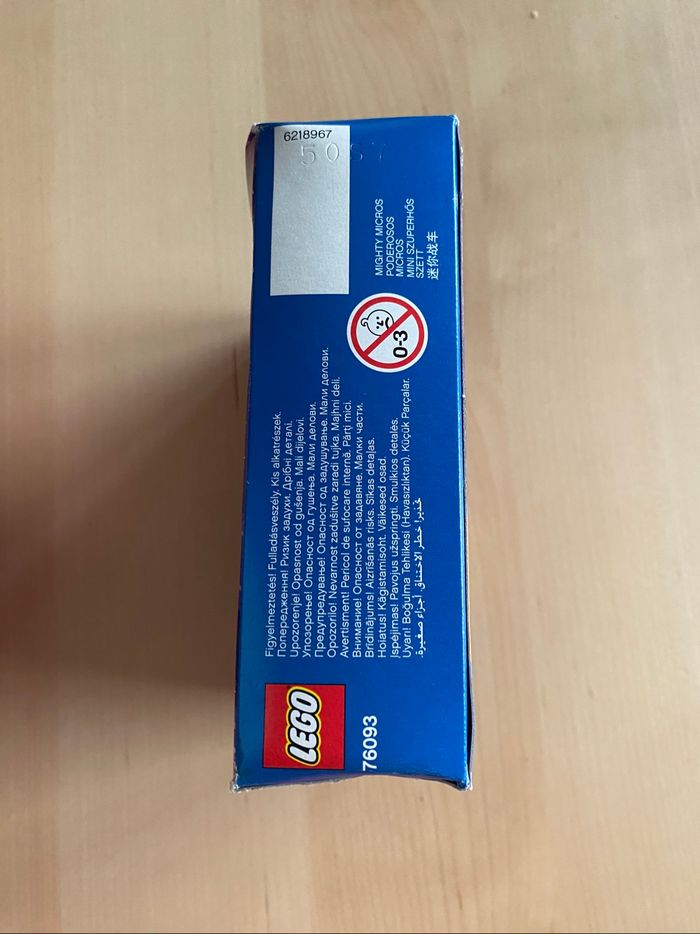 6218967
50S7
MIGHTY MICROS
PODEROSOS
MICROS
MINI SZUPERHŐS
SZETT
迷你战车
0-3
Figyelmeztetés! Fulladásveszély. Kis alkatrészek.
Попередження! Ризик задухи. Дрібні деталі.
Upozorenje! Opasnost od gušenja. Mali dijelovi.
Упозорење! Опасност од гушења. Мали делови.
Предупредување! Опасност од задушување. Мали делови.
Opozorilo! Nevarnost zadušitve zaradi tujka. Majhni deli.
Avertisment! Pericol de sufocare internă. Părţi mici.
Внимание! Опасност от задавяне. Малки части.
Brīdinājums! Aizrīšanās risks. Sīkas detaļas.
Hoiatus! Kägistamisoht. Väikesed osad.
Įspėjimas! Pavojus užspringti. Smulkios detalės.
Uyarı! Boğulma Tehlikesi (Havasızlıktan). Küçük Parçalar.
تحذير! خطر الاختناق. أجزاء صغيرة.
LEGO
76093